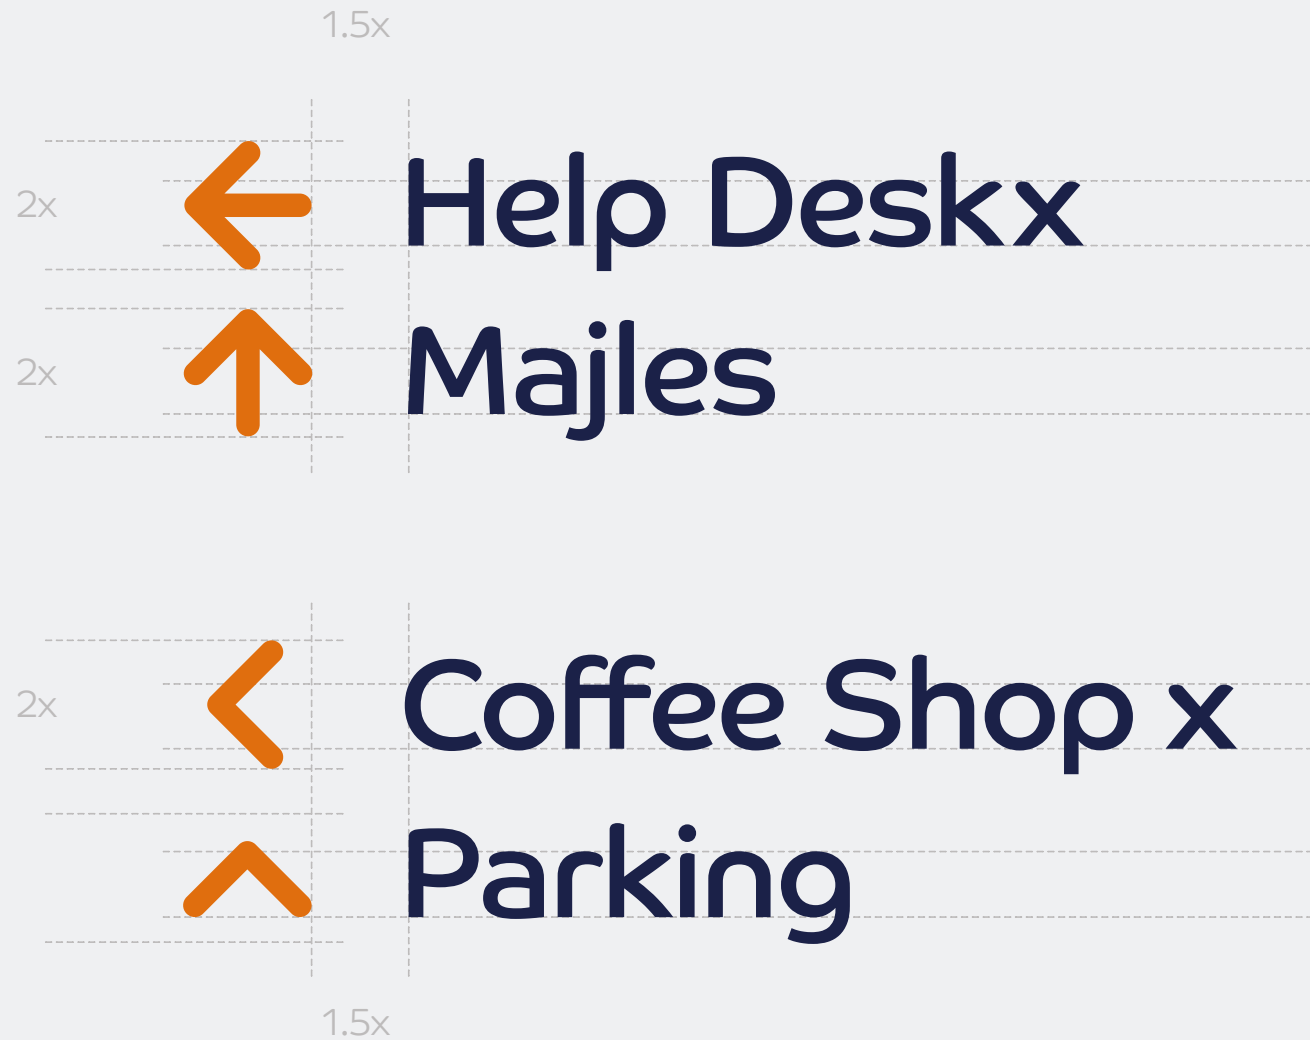 1.5x
2x Help Deskx
2x Majles
2x Coffee Shop x
Parking
1.5x